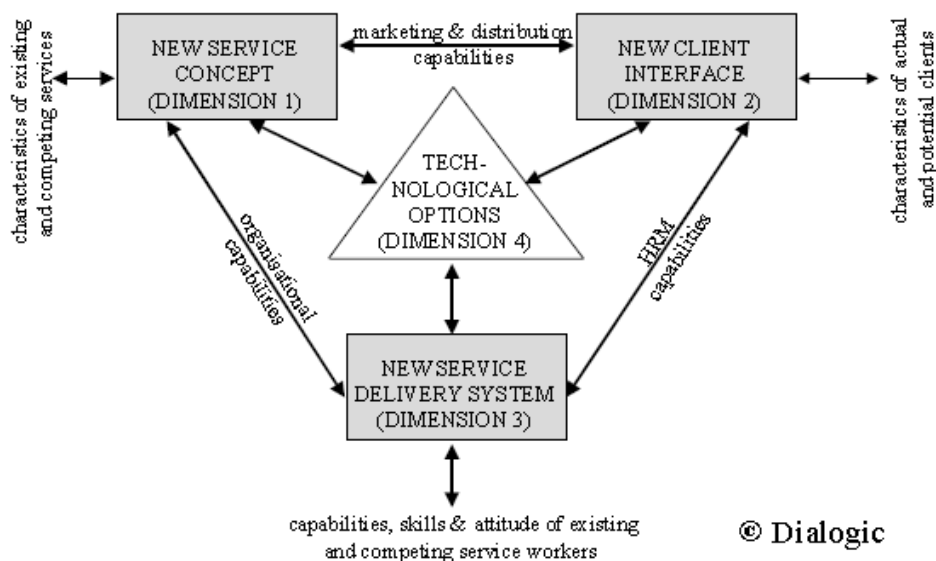 characteristics of existing
and competing services
NEW SERVICE
CONCEPT
(DIMENSION 1)
marketing & distribution
capabilities
NEW CLIENT
INTERFACE
(DIMENSION 2)
characteristics of actual
and potential clients
TECH-
NOLOGICAL
OPTIONS
(DIMENSION 4)
organisational
capabilities
HRM
capabilities
NEW SERVICE
DELIVERY SYSTEM
(DIMENSION 3)
capabilities, skills & attitude of existing
and competing service workers
© Dialogic